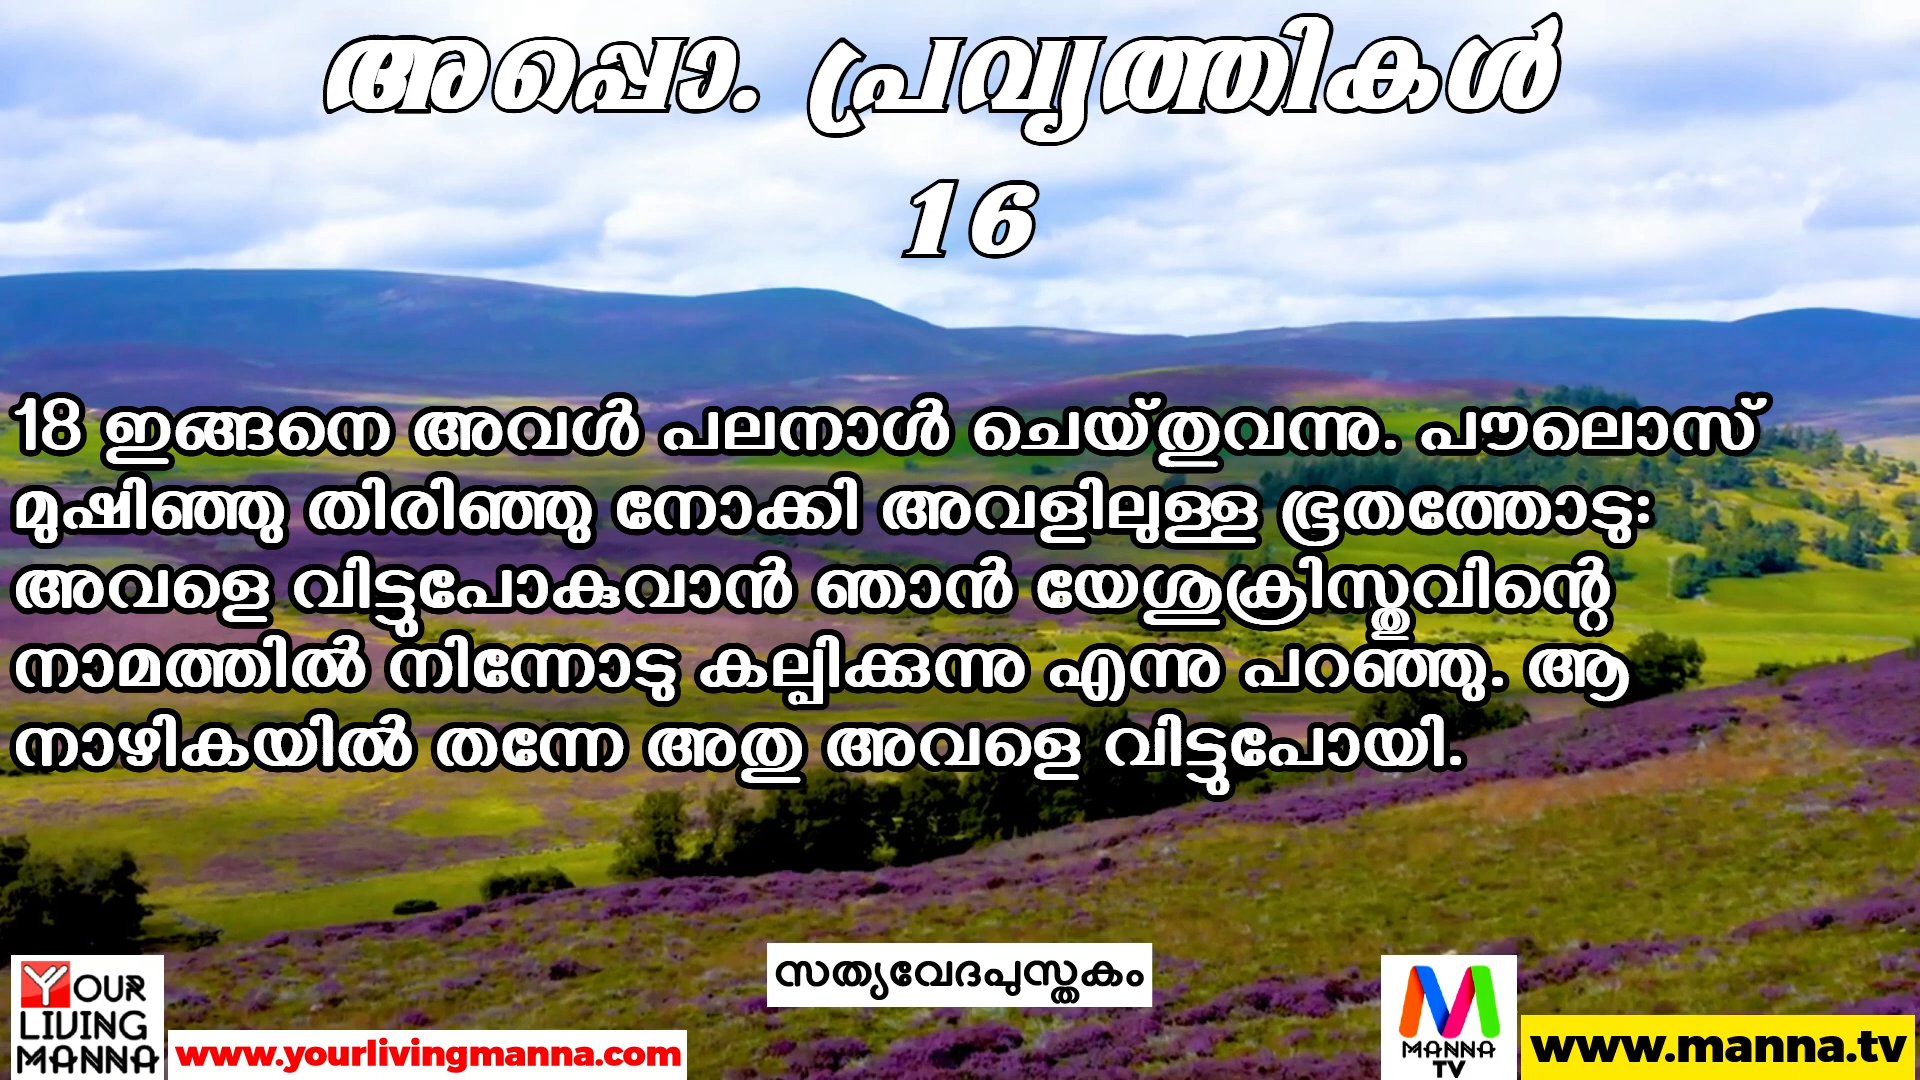 അപ്പൊ. പ്രവൃത്തികൾ
16
18 ഇങ്ങനെ അവൾ പലനാൾ ചെയ്തുവന്നു. പൗലൊസ്
മുഷിഞ്ഞു തിരിഞ്ഞു നോക്കി അവളിലുള്ള ഭൂതത്തോടു:
അവളെ വിട്ടുപോകുവാൻ ഞാൻ യേശുക്രിസ്തുവിന്റെ
നാമത്തിൽ നിന്നോടു കല്പിക്കുന്നു എന്നു പറഞ്ഞു. ആ
നാഴികയിൽ തന്നേ അതു അവളെ വിട്ടുപോയി.
സത്യവേദപുസ്തകം
YOUR
LIVING
MANNA
www.yourlivingmanna.com
M
MANNA
TV
www.manna.tv